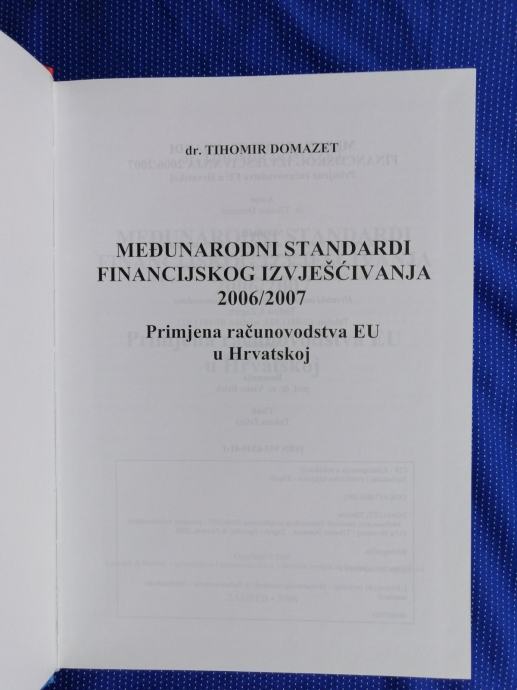 dr. TIHOMIR DOMAZET
MEĐUNARODNI STANDARDI
FINANCIJSKOG IZVJEŠĆIVANJA
2006/2007
Primjena računovodstva EU
u Hrvatskoj